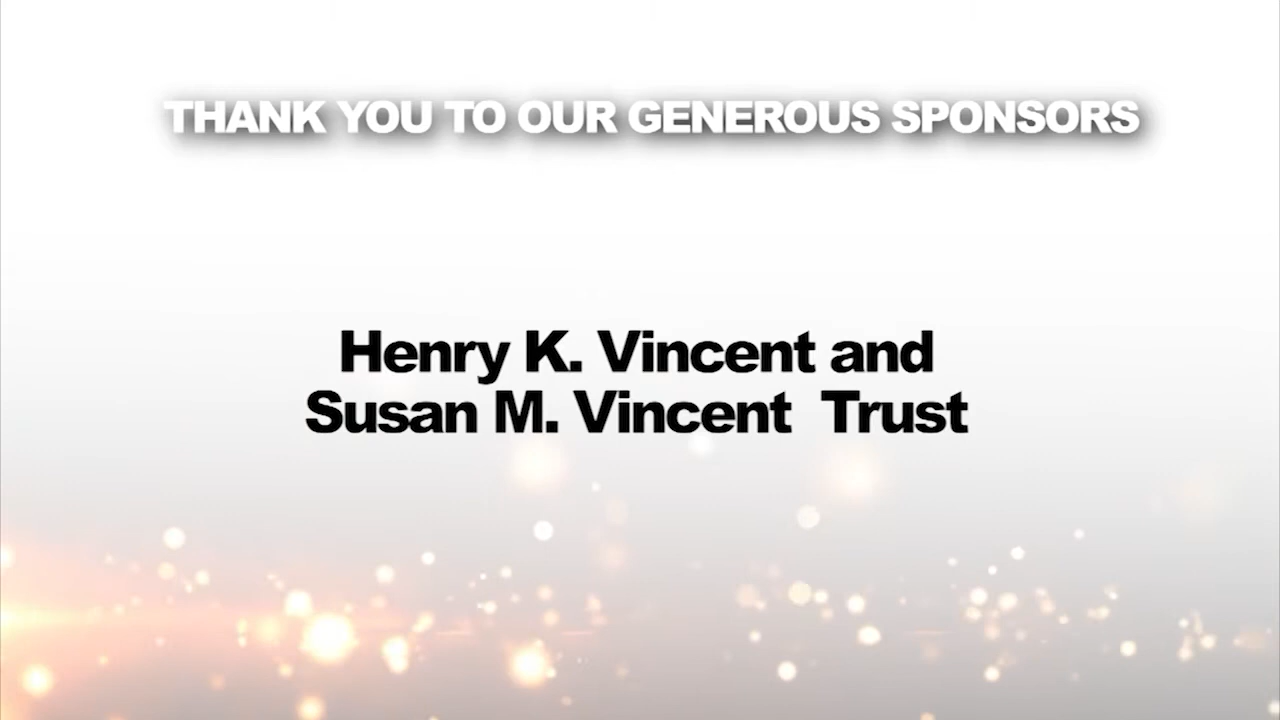 THANK YOU TO OUR GENEROUS SPONSORS
Henry K. Vincent and
Susan M. Vincent  Trust